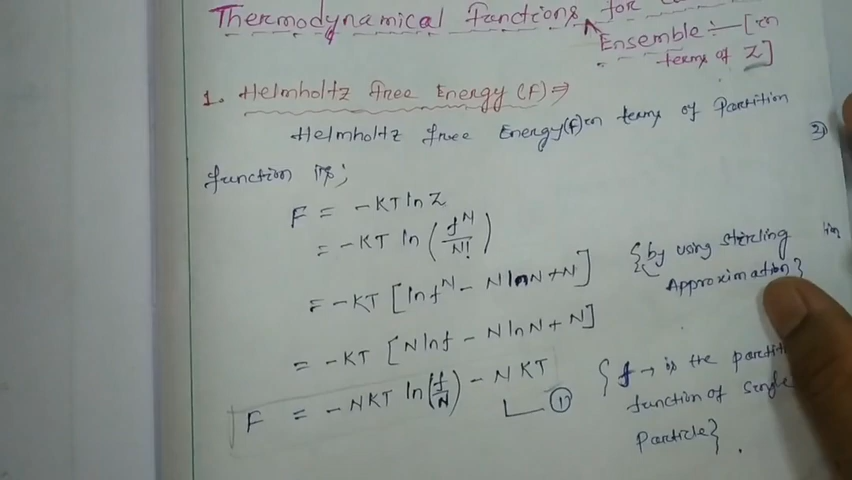 Thermodynamical Functions for
Ensemble ÷ — [in
terms of Z]
1. Helmholtz free Energy (F) ⇒
Helmholtz free Energy (F) in terms of Partition
function is;
F = -KT ln Z
= -KT ln (f^N / N!)
= -KT [ln f^N - N ln N + N] {by using sterling
Approximation}
= -KT [N ln f - N ln N + N]
F = -NKT ln (f/N) - NKT
① {f → is the
function of single
Particle}.
2)